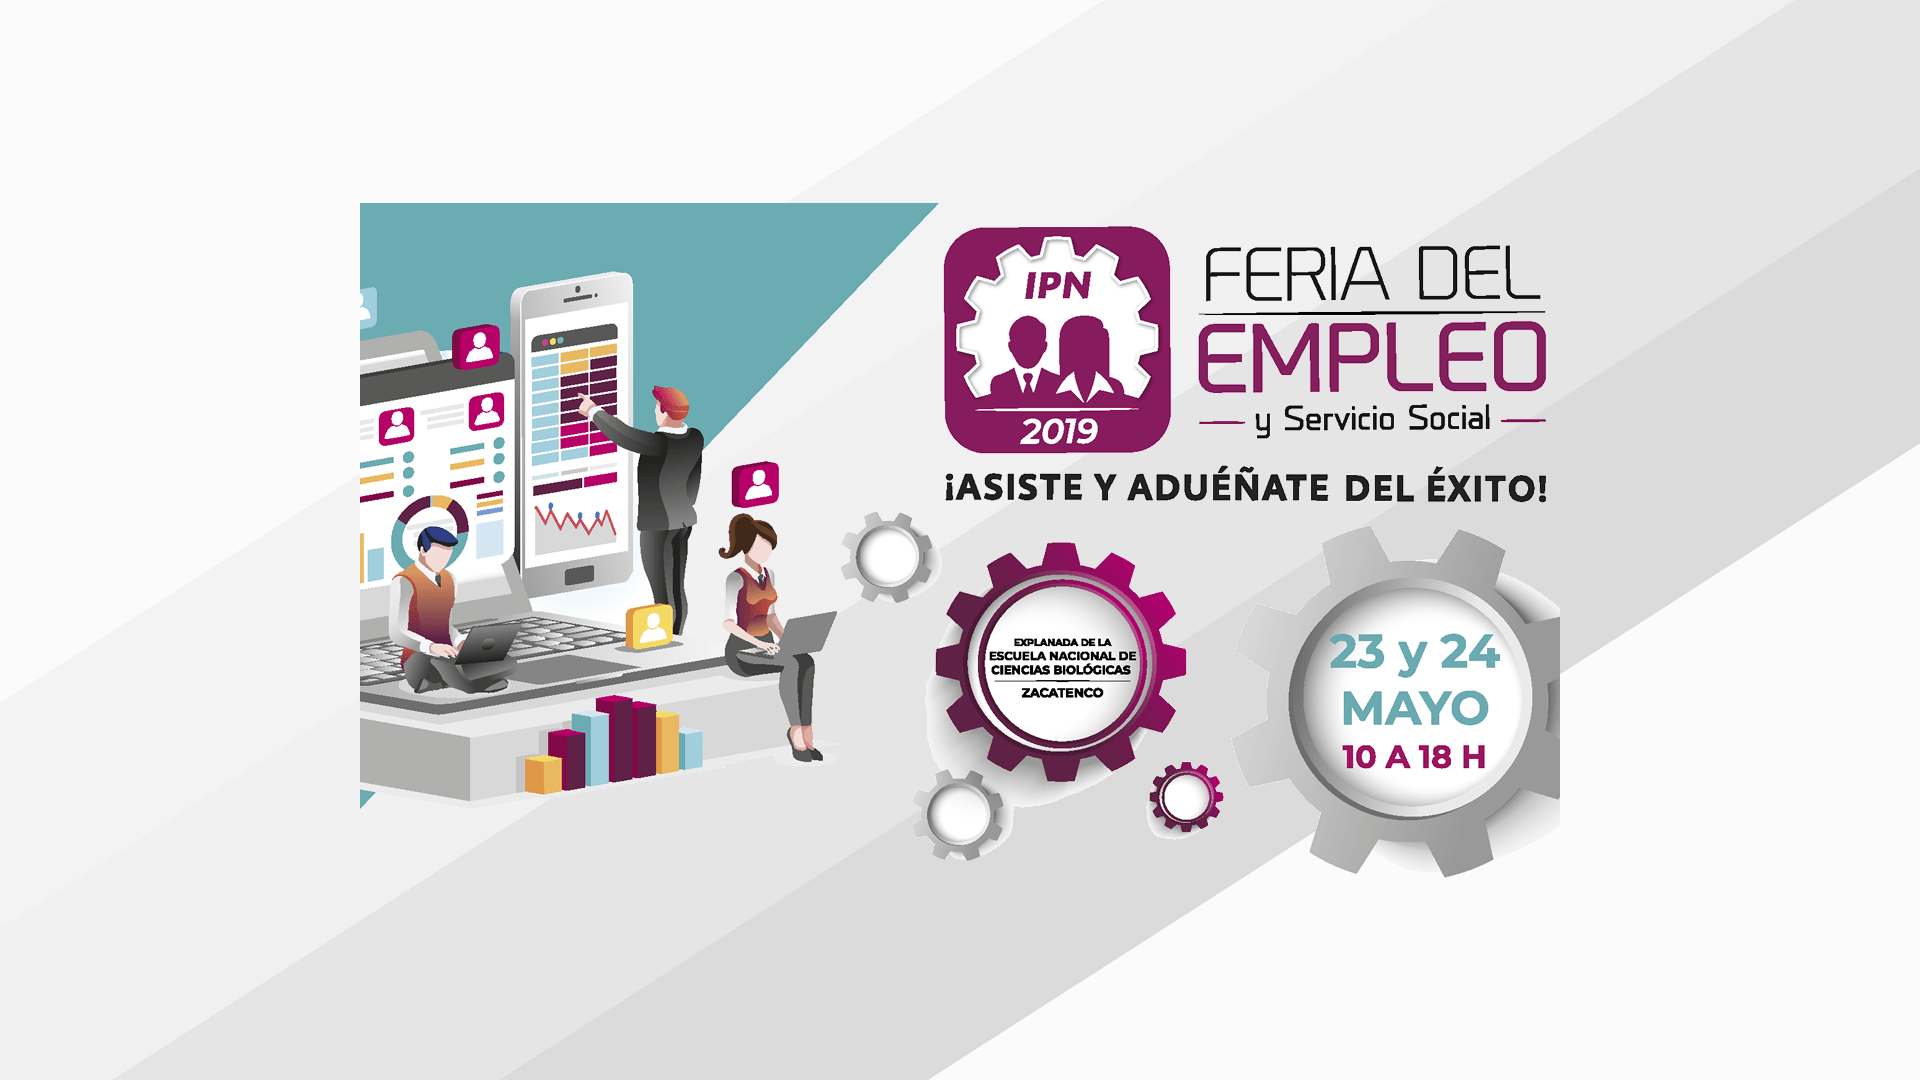 IPN
2019
FERIA DEL
EMPLEO
y Servicio Social
¡ASISTE Y ADUÉÑATE DEL ÉXITO!
EXPLANADA DE LA
ESCUELA NACIONAL DE
CIENCIAS BIOLÓGICAS
ZACATENCO
23 y 24
MAYO
10 A 18 H